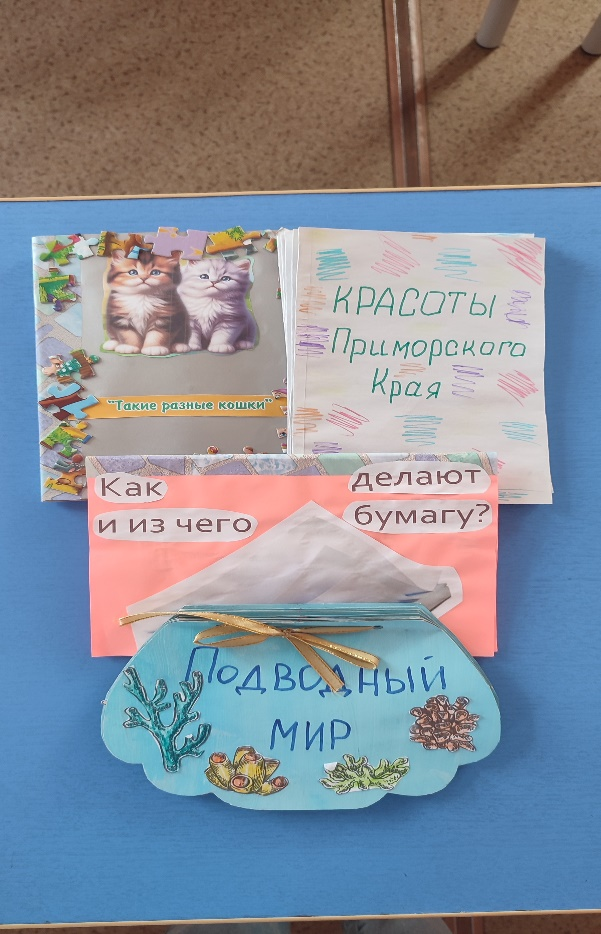 "Такие разные кошки"
КРАСОТЫ
Приморского
Края
Как делают
и из чего бумагу?
Подводный
МИР